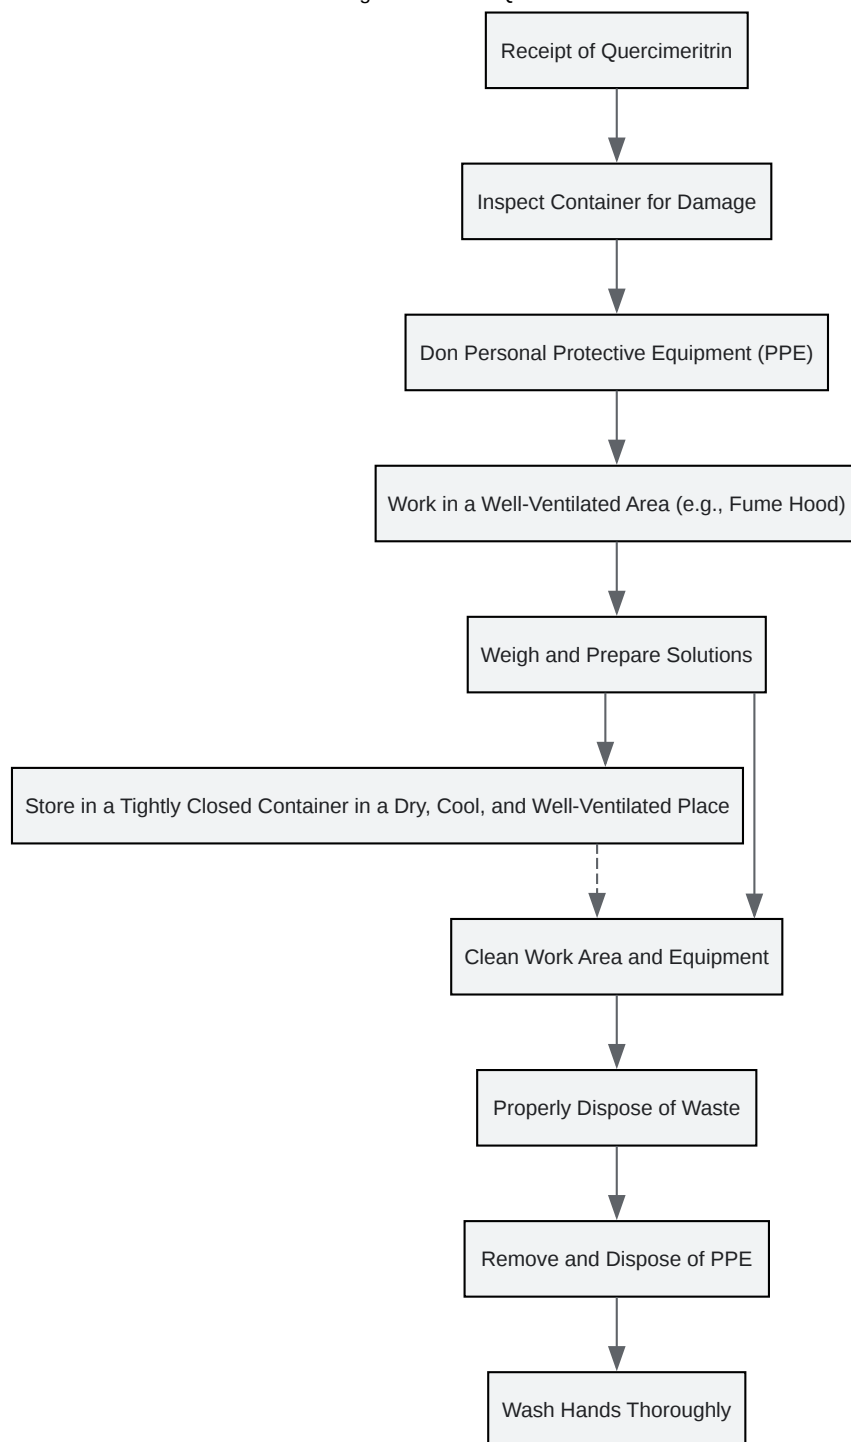 Receipt of Quercimeritrin
Inspect Container for Damage
Don Personal Protective Equipment (PPE)
Work in a Well-Ventilated Area (e.g., Fume Hood)
Weigh and Prepare Solutions
Store in a Tightly Closed Container in a Dry, Cool, and Well-Ventilated Place
Clean Work Area and Equipment
Properly Dispose of Waste
Remove and Dispose of PPE
Wash Hands Thoroughly